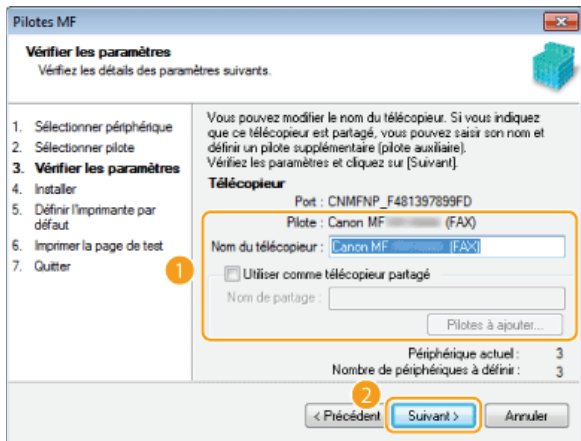 Pilotes MF
Vérifier les paramètres
Vérifiez les détails des paramètres suivants.
1. Sélectionner périphérique
2. Sélectionner pilote
3. Vérifier les paramètres
4. Installer
5. Définir l'imprimante par
défaut
6. Imprimer la page de test
7. Quitter
Vous pouvez modifier le nom du télécopieur. Si vous indiquez
que ce télécopieur est partagé, vous pouvez saisir son nom et
définir un pilote supplémentaire (pilote auxiliaire).
Vérifiez les paramètres et cliquez sur [Suivant].
Télécopieur
Port : CNMFNP_F481397899FD
Pilote : Canon MF (FAX)
Nom du télécopieur : Canon MF (FAX)
1
Utiliser comme télécopieur partagé
Nom de partage :
Pilotes à ajouter...
Périphérique actuel : 3
Nombre de périphériques à définir : 3
2
< Précédent Suivant > Annuler